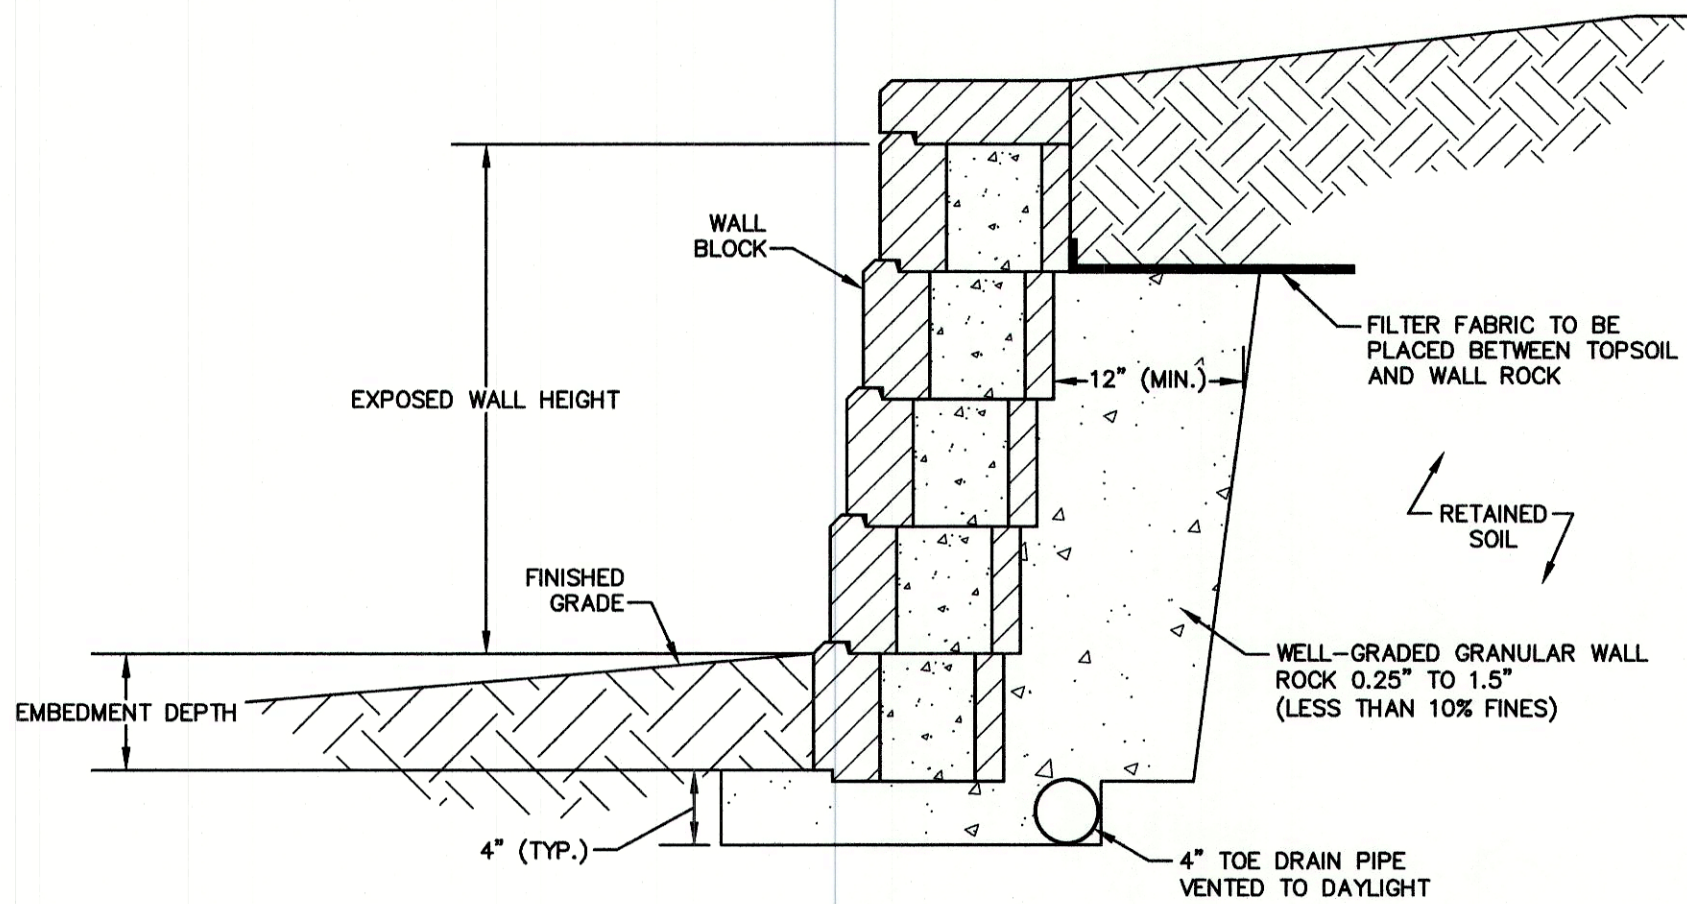 WALL
BLOCK
EXPOSED WALL HEIGHT
FILTER FABRIC TO BE
PLACED BETWEEN TOPSOIL
AND WALL ROCK
12" (MIN.)
RETAINED
SOIL
FINISHED
GRADE
EMBEDMENT DEPTH
WELL-GRADED GRANULAR WALL
ROCK 0.25" TO 1.5"
(LESS THAN 10% FINES)
4" (TYP.)
4" TOE DRAIN PIPE
VENTED TO DAYLIGHT